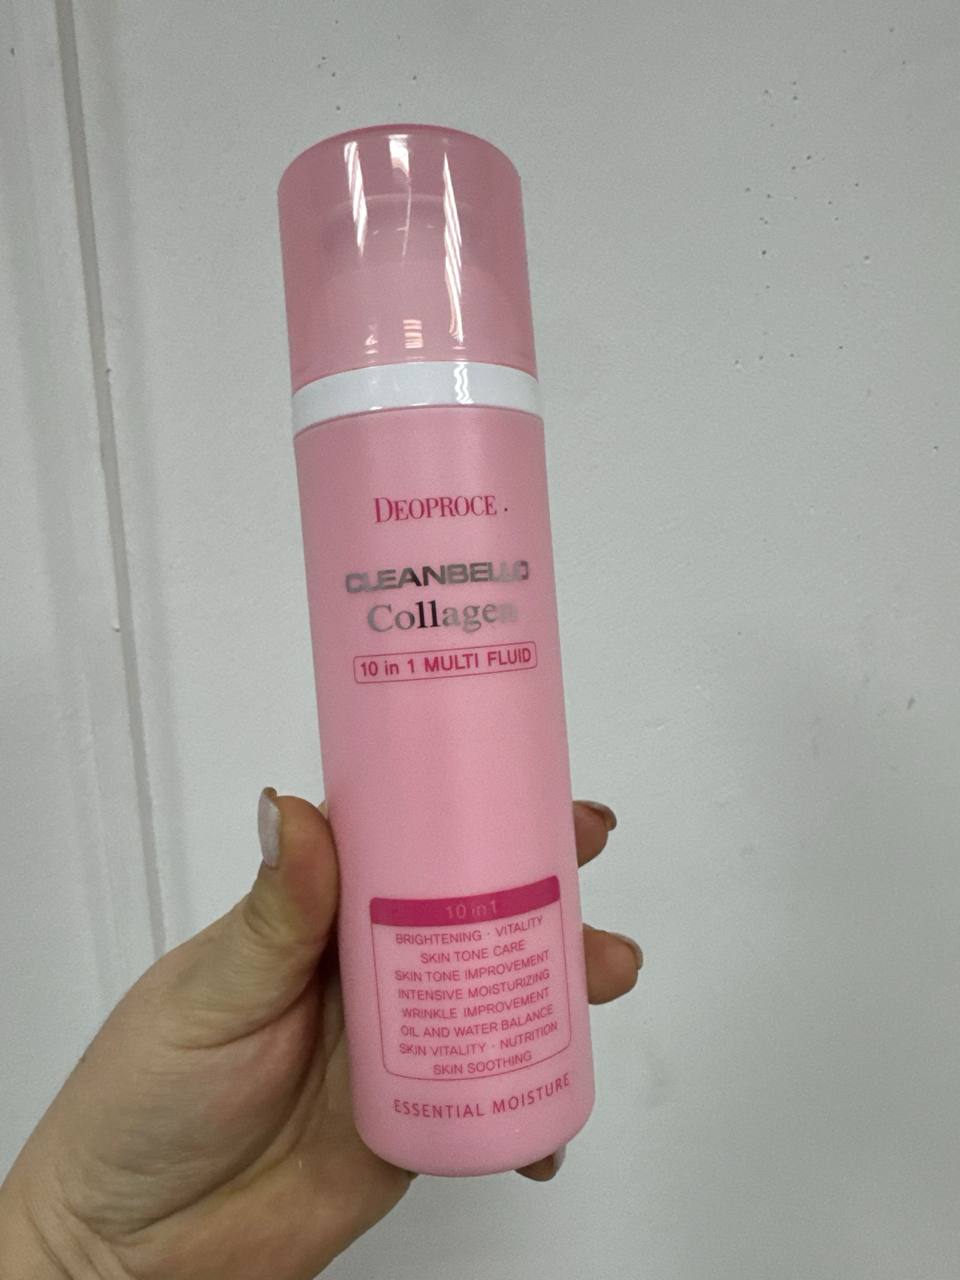 DEOPROCE.
CLEANBELLO
Collagen
10 in 1 MULTI FLUID
10 in 1
BRIGHTENING · VITALITY
SKIN TONE CARE
SKIN TONE IMPROVEMENT
INTENSIVE MOISTURIZING
WRINKLE IMPROVEMENT
OIL AND WATER BALANCE
SKIN VITALITY · NUTRITION
SKIN SOOTHING
ESSENTIAL MOISTURE